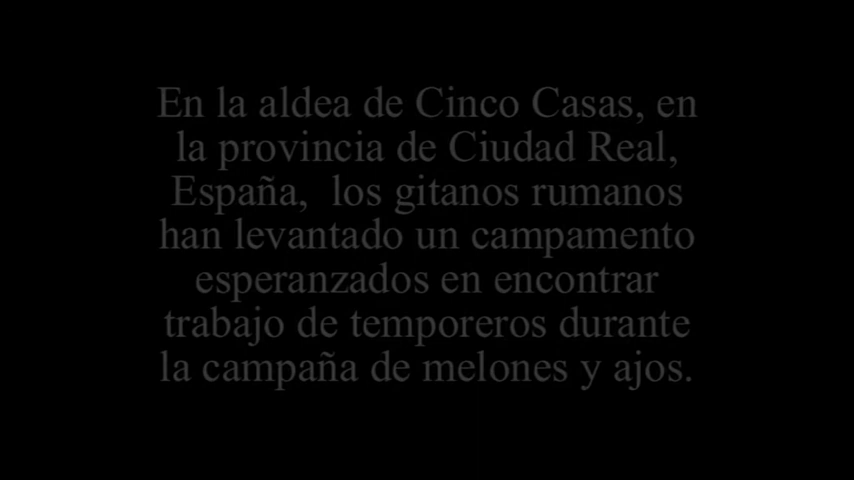 En la aldea de Cinco Casas, en
la provincia de Ciudad Real,
España,  los gitanos rumanos
han levantado un campamento
esperanzados en encontrar
trabajo de temporeros durante
la campaña de melones y ajos.